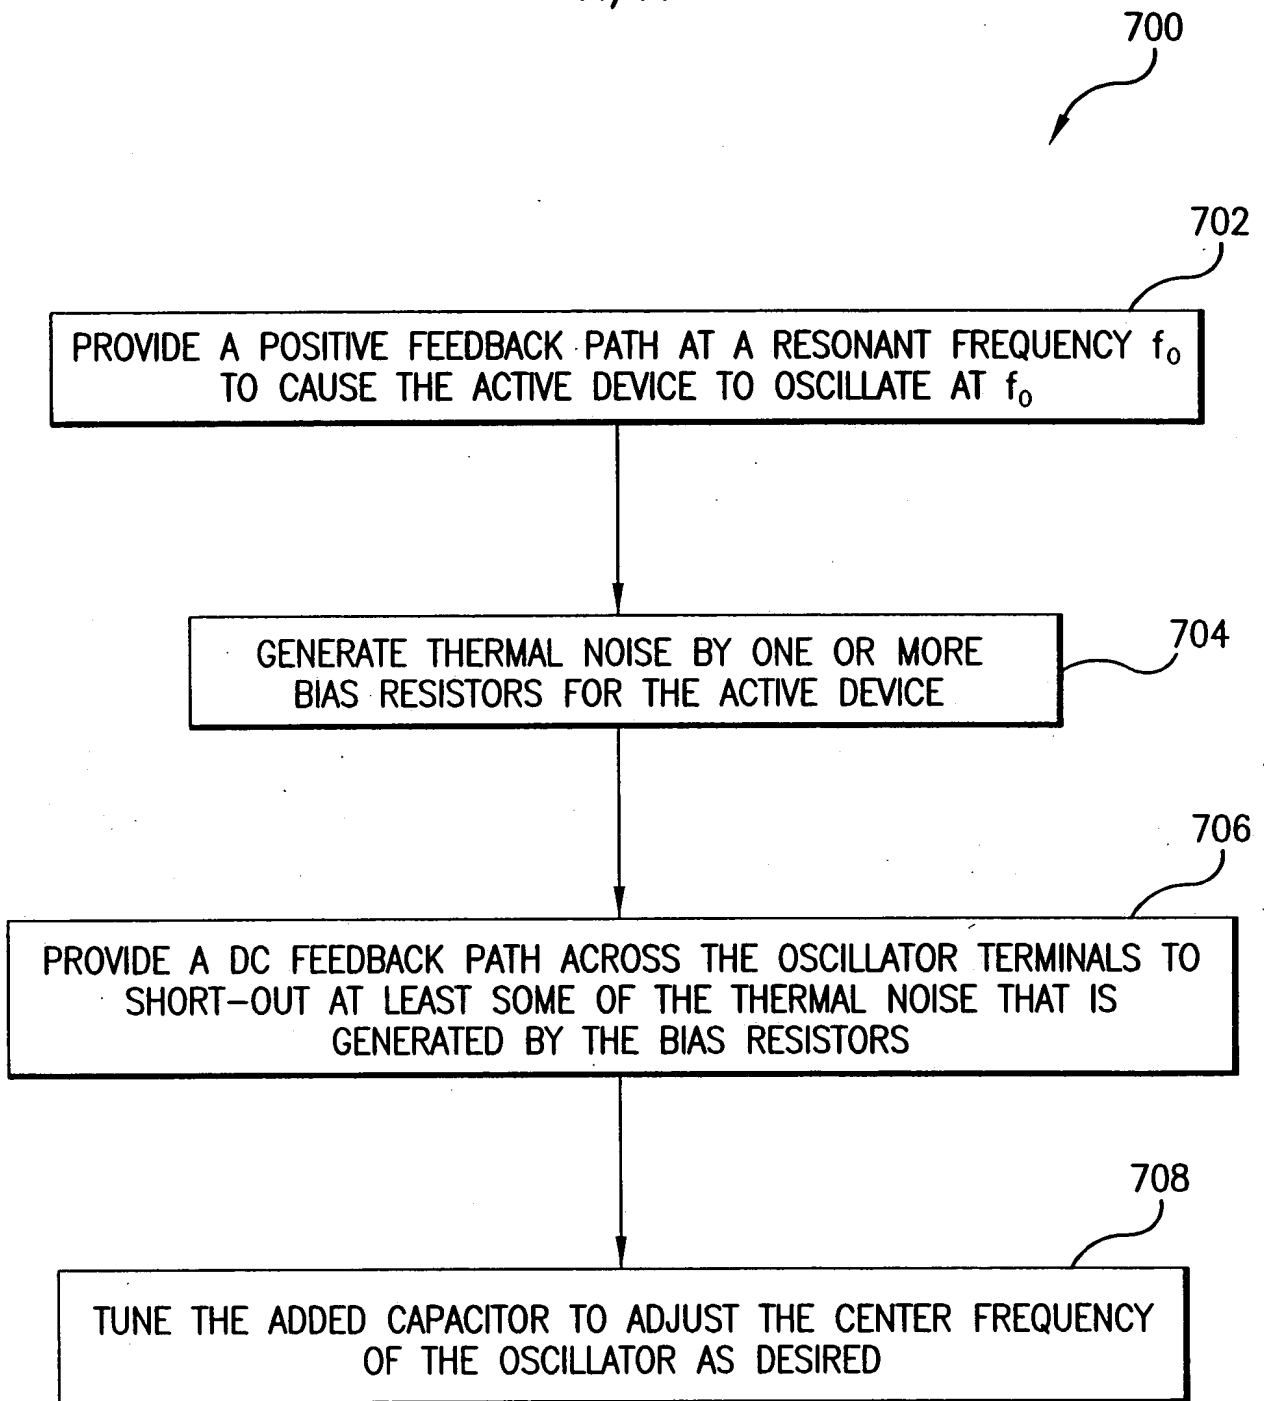 700
702
PROVIDE A POSITIVE FEEDBACK PATH AT A RESONANT FREQUENCY f₀
TO CAUSE THE ACTIVE DEVICE TO OSCILLATE AT f₀
704
GENERATE THERMAL NOISE BY ONE OR MORE
BIAS RESISTORS FOR THE ACTIVE DEVICE
706
PROVIDE A DC FEEDBACK PATH ACROSS THE OSCILLATOR TERMINALS TO
SHORT-OUT AT LEAST SOME OF THE THERMAL NOISE THAT IS
GENERATED BY THE BIAS RESISTORS
708
TUNE THE ADDED CAPACITOR TO ADJUST THE CENTER FREQUENCY
OF THE OSCILLATOR AS DESIRED